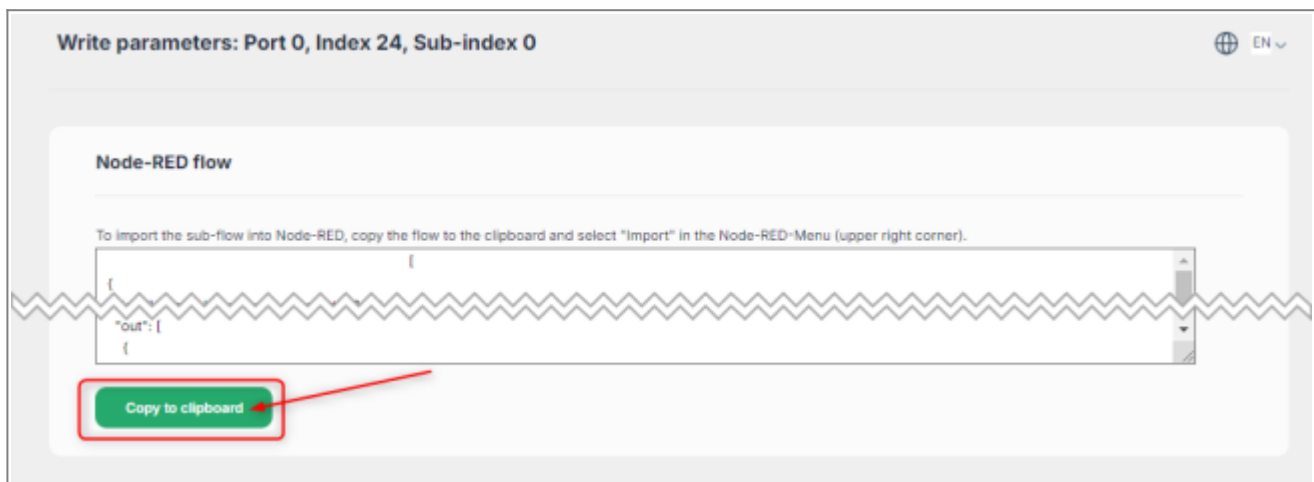 Write parameters: Port 0, Index 24, Sub-index 0
EN
Node-RED flow
To import the sub-flow into Node-RED, copy the flow to the clipboard and select "Import" in the Node-RED-Menu (upper right corner).
[
{
"out": [
{
Copy to clipboard